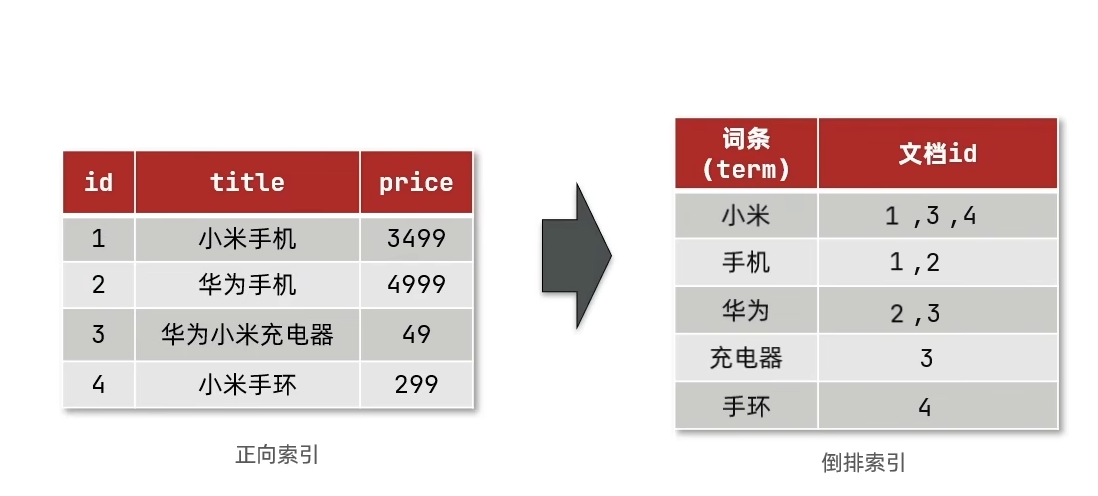 id title price
1 小米手机 3499
2 华为手机 4999
3 华为小米充电器 49
4 小米手环 299
正向索引
词条
(term) 文档id
小米 1 ,3 ,4
手机 1,2
华为 2 ,3
充电器 3
手环 4
倒排索引